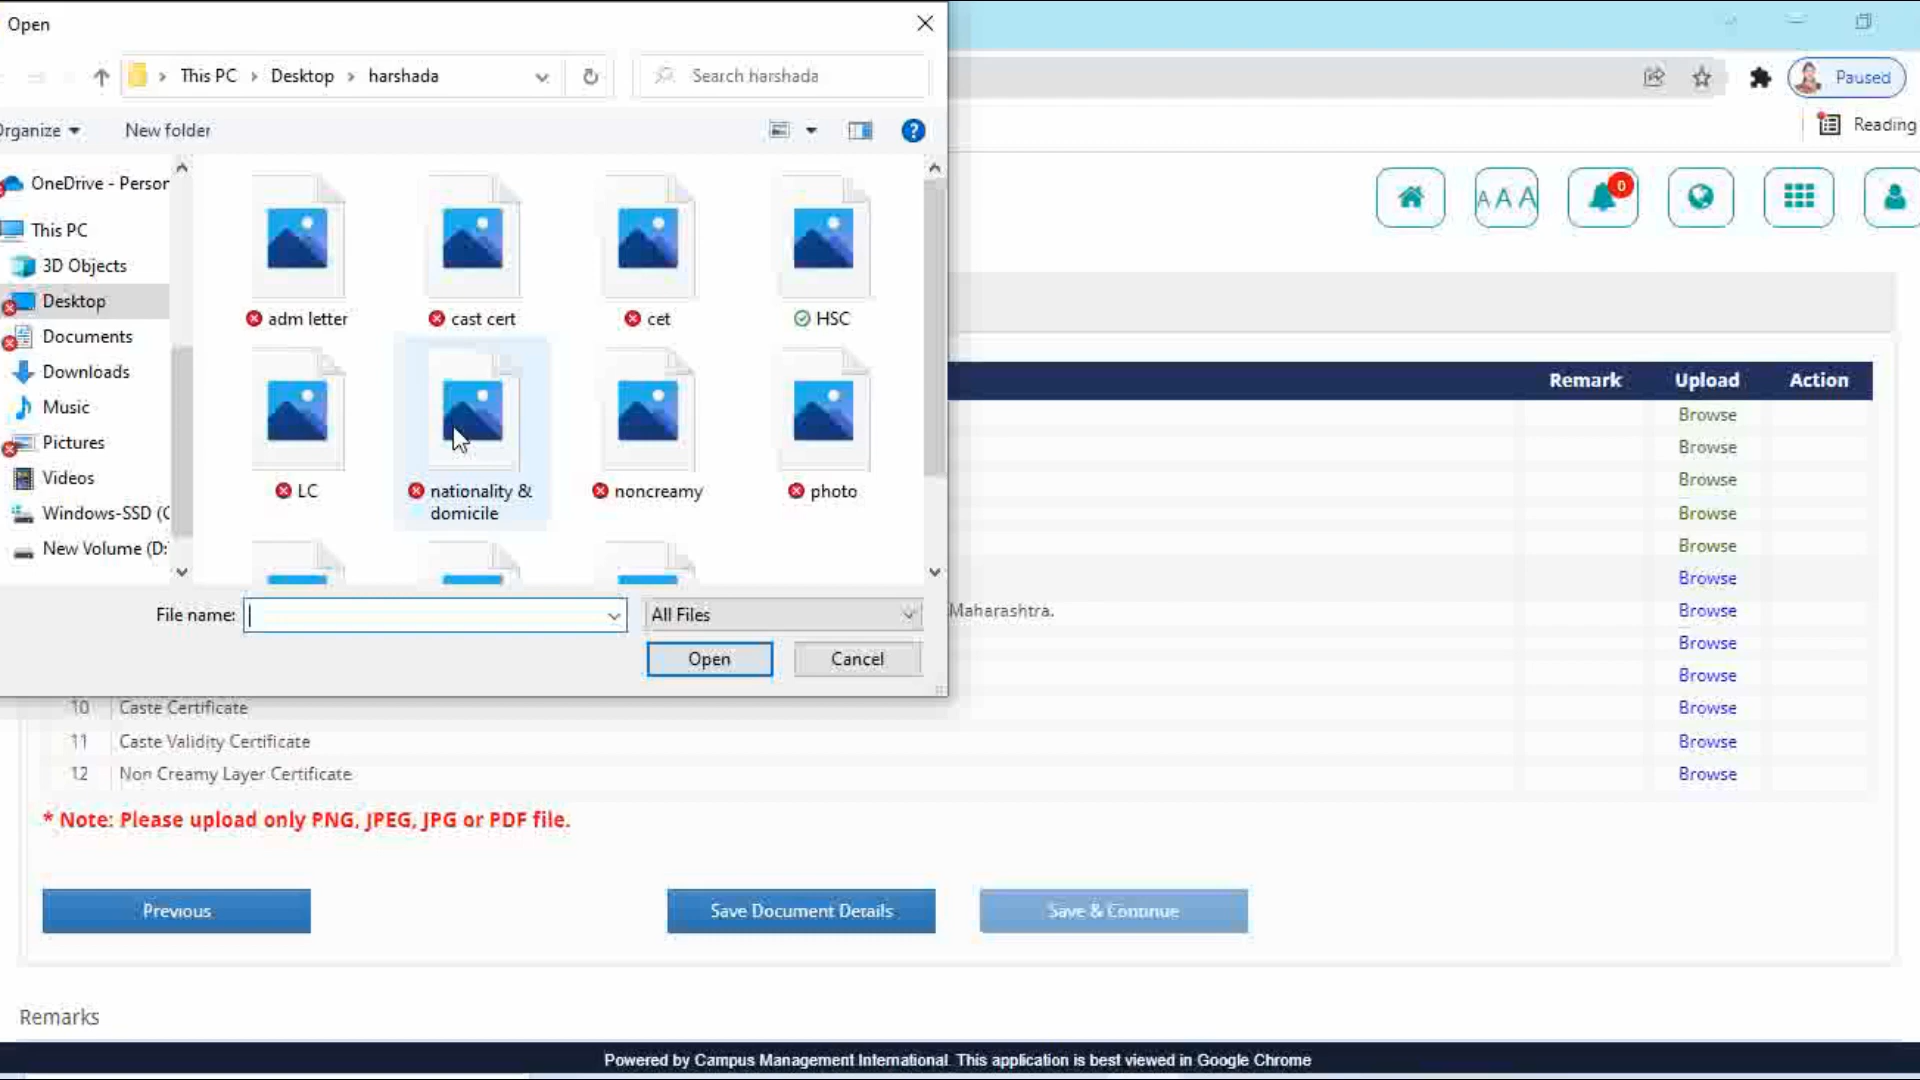 Open
This PC
Desktop
harshada
Search harshada
Paused
Organize
New folder
Reading
OneDrive - Person
This PC
3D Objects
Desktop
Documents
Downloads
Music
Pictures
Videos
Windows-SSD (C
New Volume (D:
adm letter
cast cert
cet
HSC
LC
nationality &
domicile
noncreamy
photo
File name:
All Files
Open
Cancel
A A A
0
Remark Upload Action
Browse
Browse
Browse
Browse
Browse
Browse
Maharashtra. Browse
Browse
Browse
10 Caste Certificate Browse
11 Caste Validity Certificate Browse
12 Non Creamy Layer Certificate Browse
* Note: Please upload only PNG, JPEG, JPG or PDF file.
Previous
Save Document Details
Save & Continue
Remarks
Powered by Campus Management International. This application is best viewed in Google Chrome